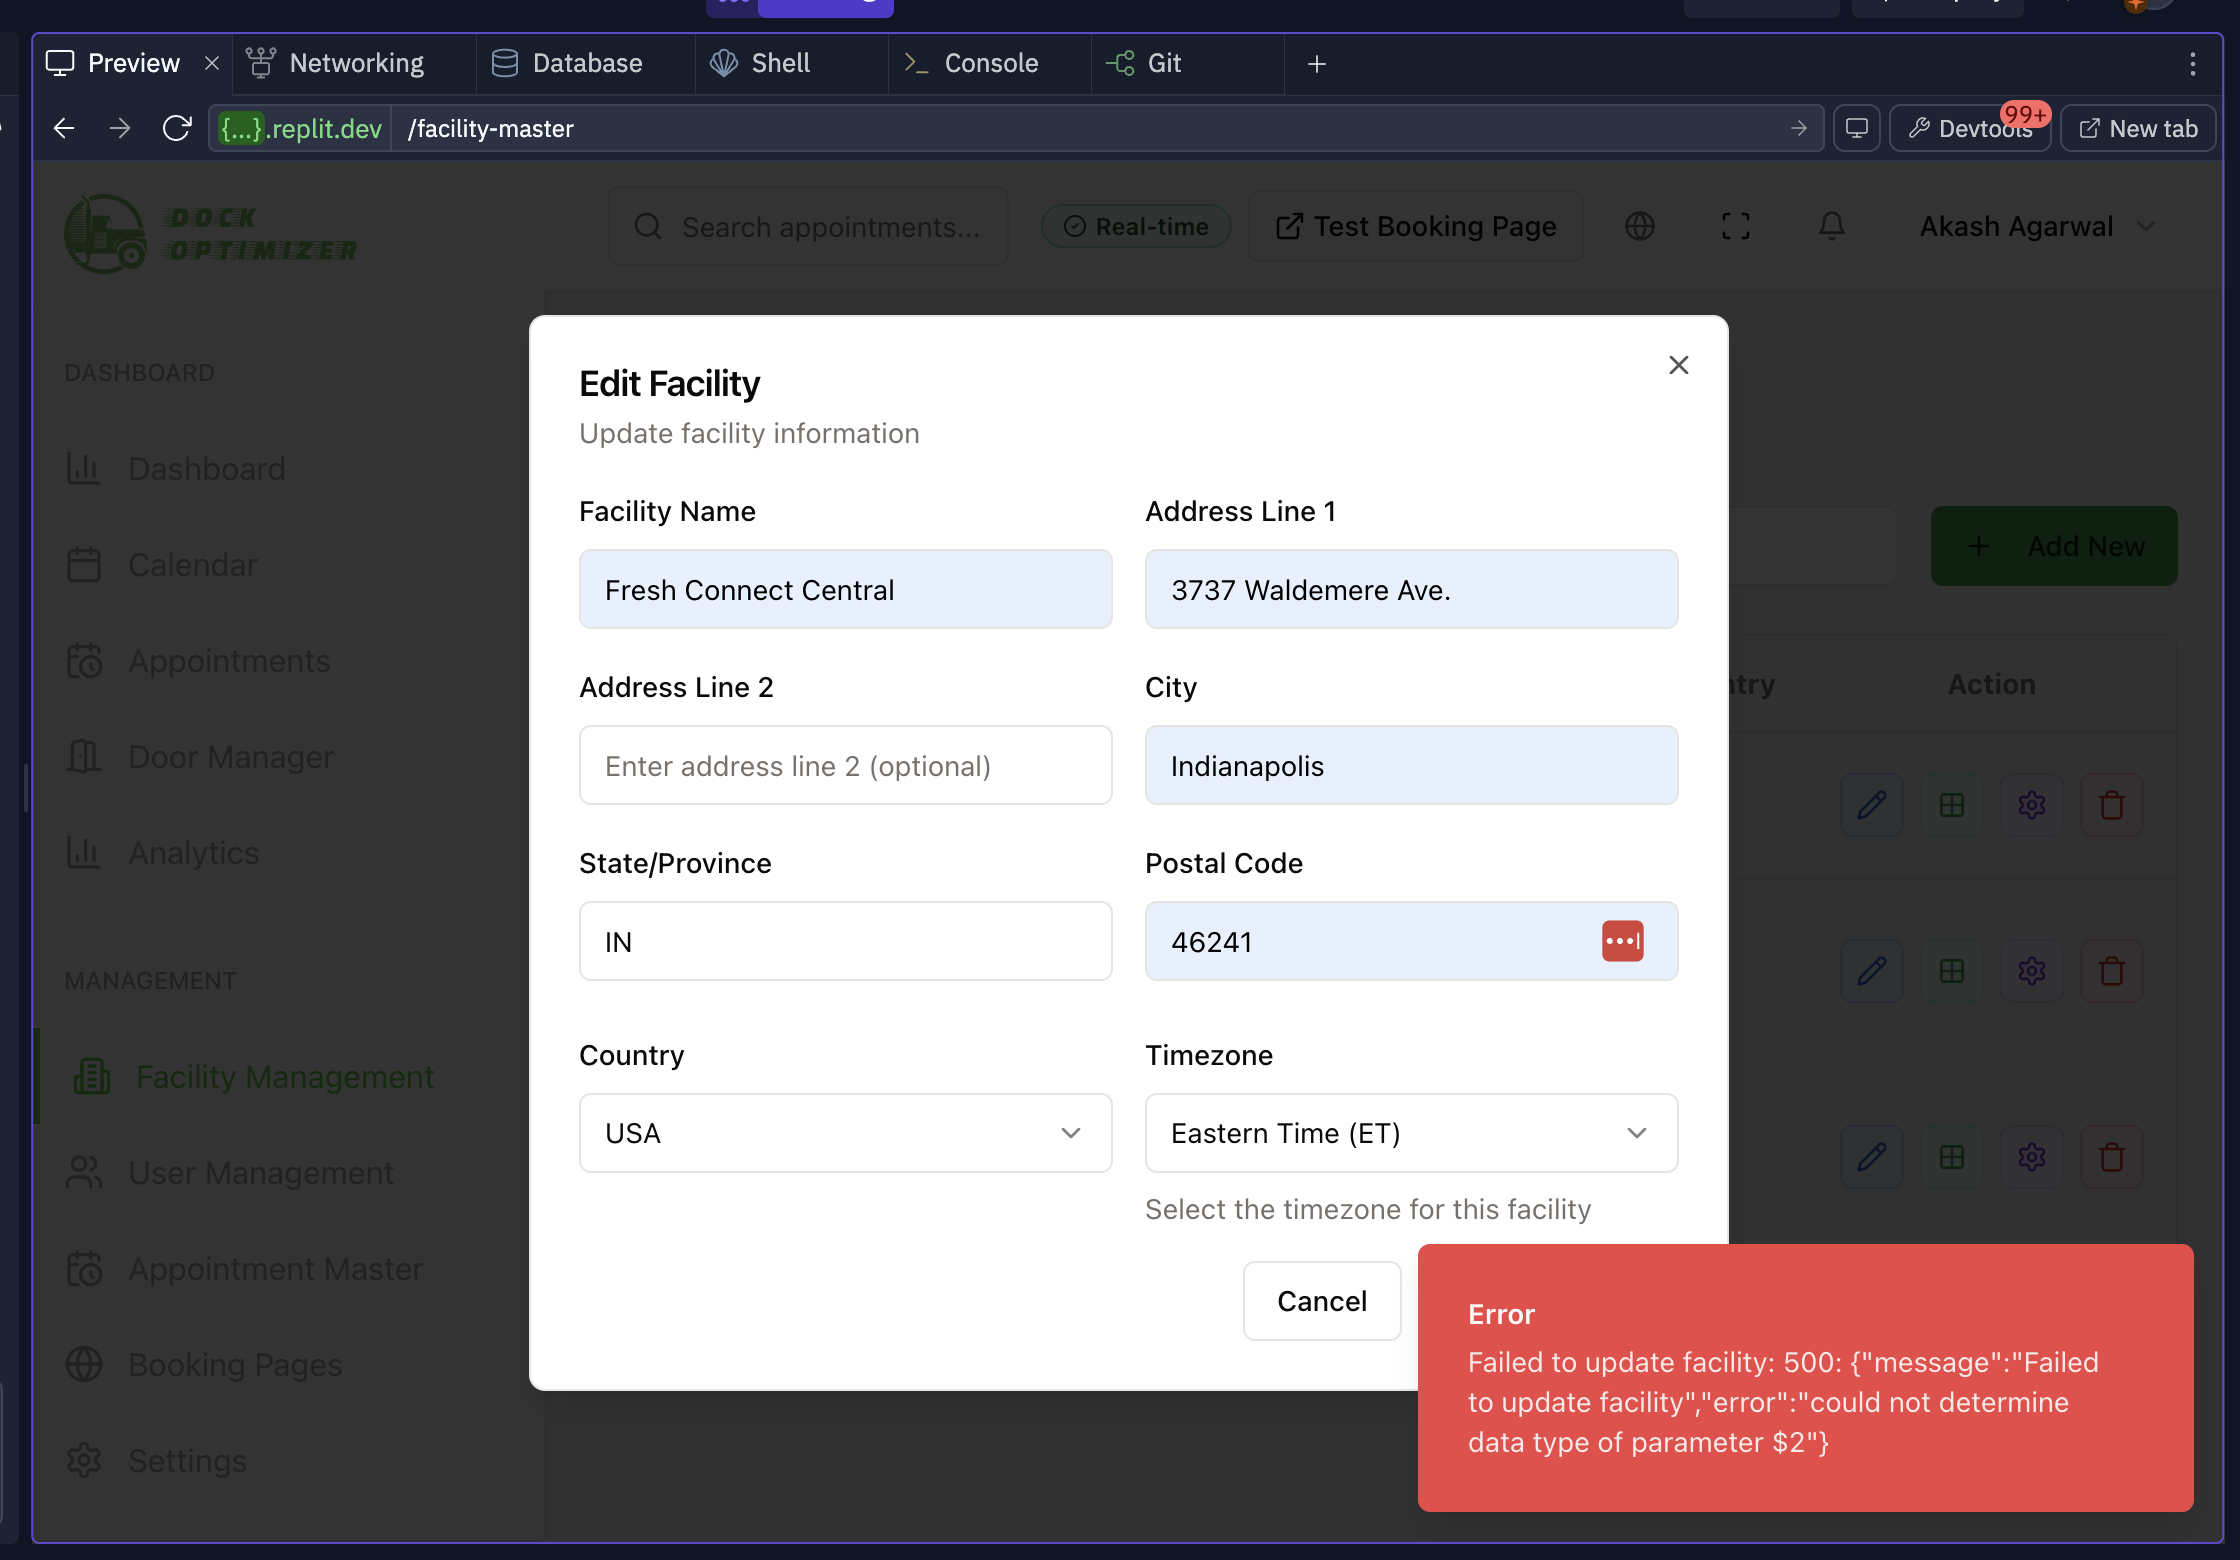 Preview
Networking
Database
Shell
Console
Git
{...}.replit.dev
/facility-master
Devtools
99+
New tab
DOCK
OPTIMIZER
Search appointments...
Real-time
Test Booking Page
Akash Agarwal
DASHBOARD
Dashboard
Calendar
Appointments
Door Manager
Analytics
MANAGEMENT
Facility Management
User Management
Appointment Master
Booking Pages
Settings
Add New
Action
Edit Facility
Update facility information
Facility Name
Fresh Connect Central
Address Line 1
3737 Waldemere Ave.
Address Line 2
Enter address line 2 (optional)
City
Indianapolis
State/Province
IN
Postal Code
46241
Country
USA
Timezone
Eastern Time (ET)
Select the timezone for this facility
Cancel
Error
Failed to update facility: 500: {"message":"Failed
to update facility","error":"could not determine
data type of parameter $2"}